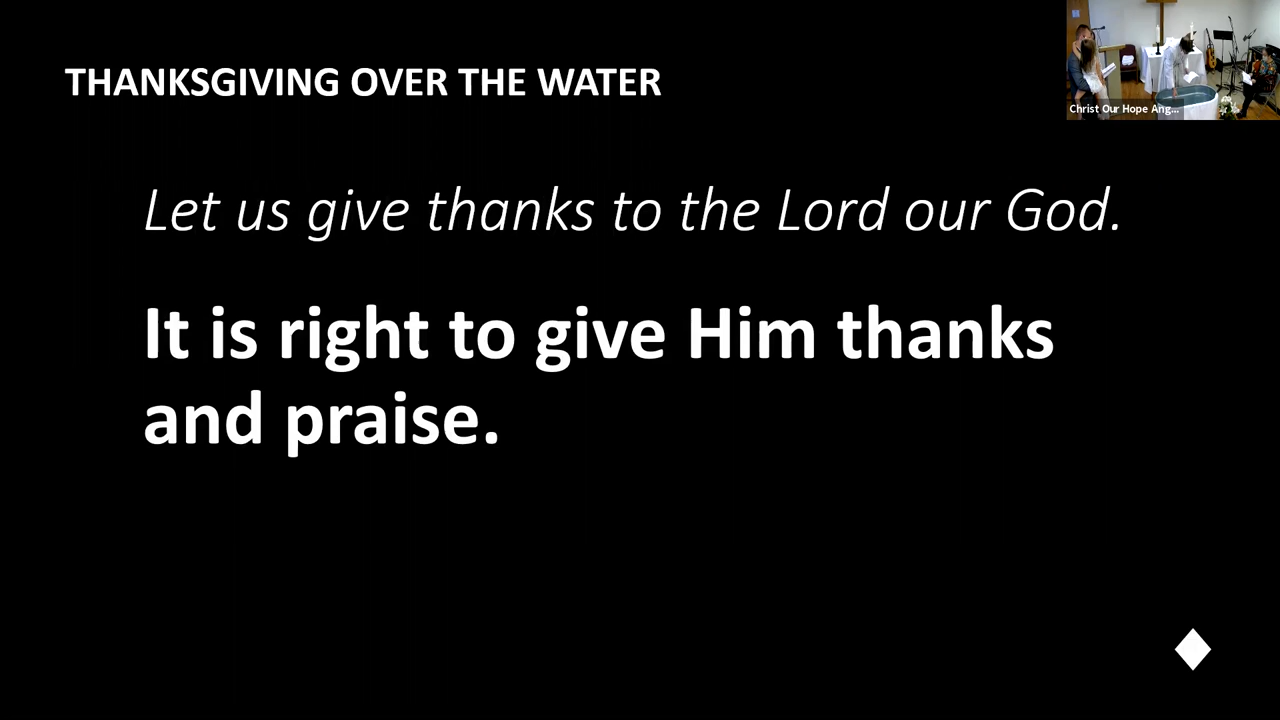 THANKSGIVING OVER THE WATER
Christ Our Hope Ang...
Let us give thanks to the Lord our God.
It is right to give Him thanks
and praise.